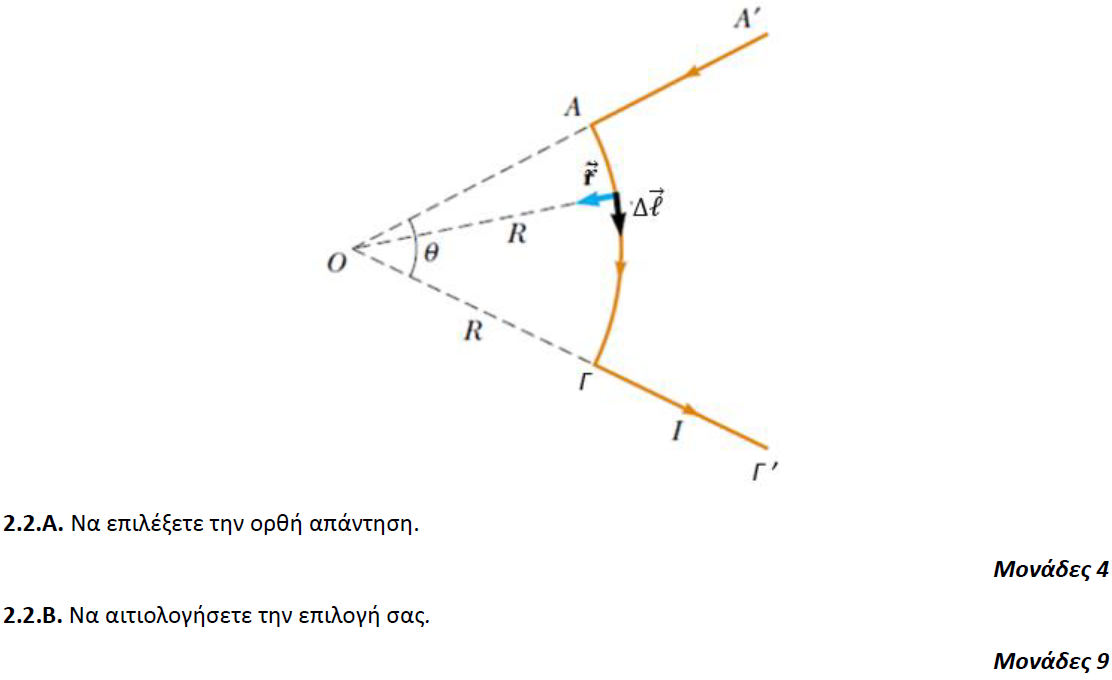 A′
A
r⃗
Δℓ⃗
R
θ
O
R
Γ
I
Γ′
2.2.A. Να επιλέξετε την ορθή απάντηση.
Μονάδες 4
2.2.B. Να αιτιολογήσετε την επιλογή σας.
Μονάδες 9